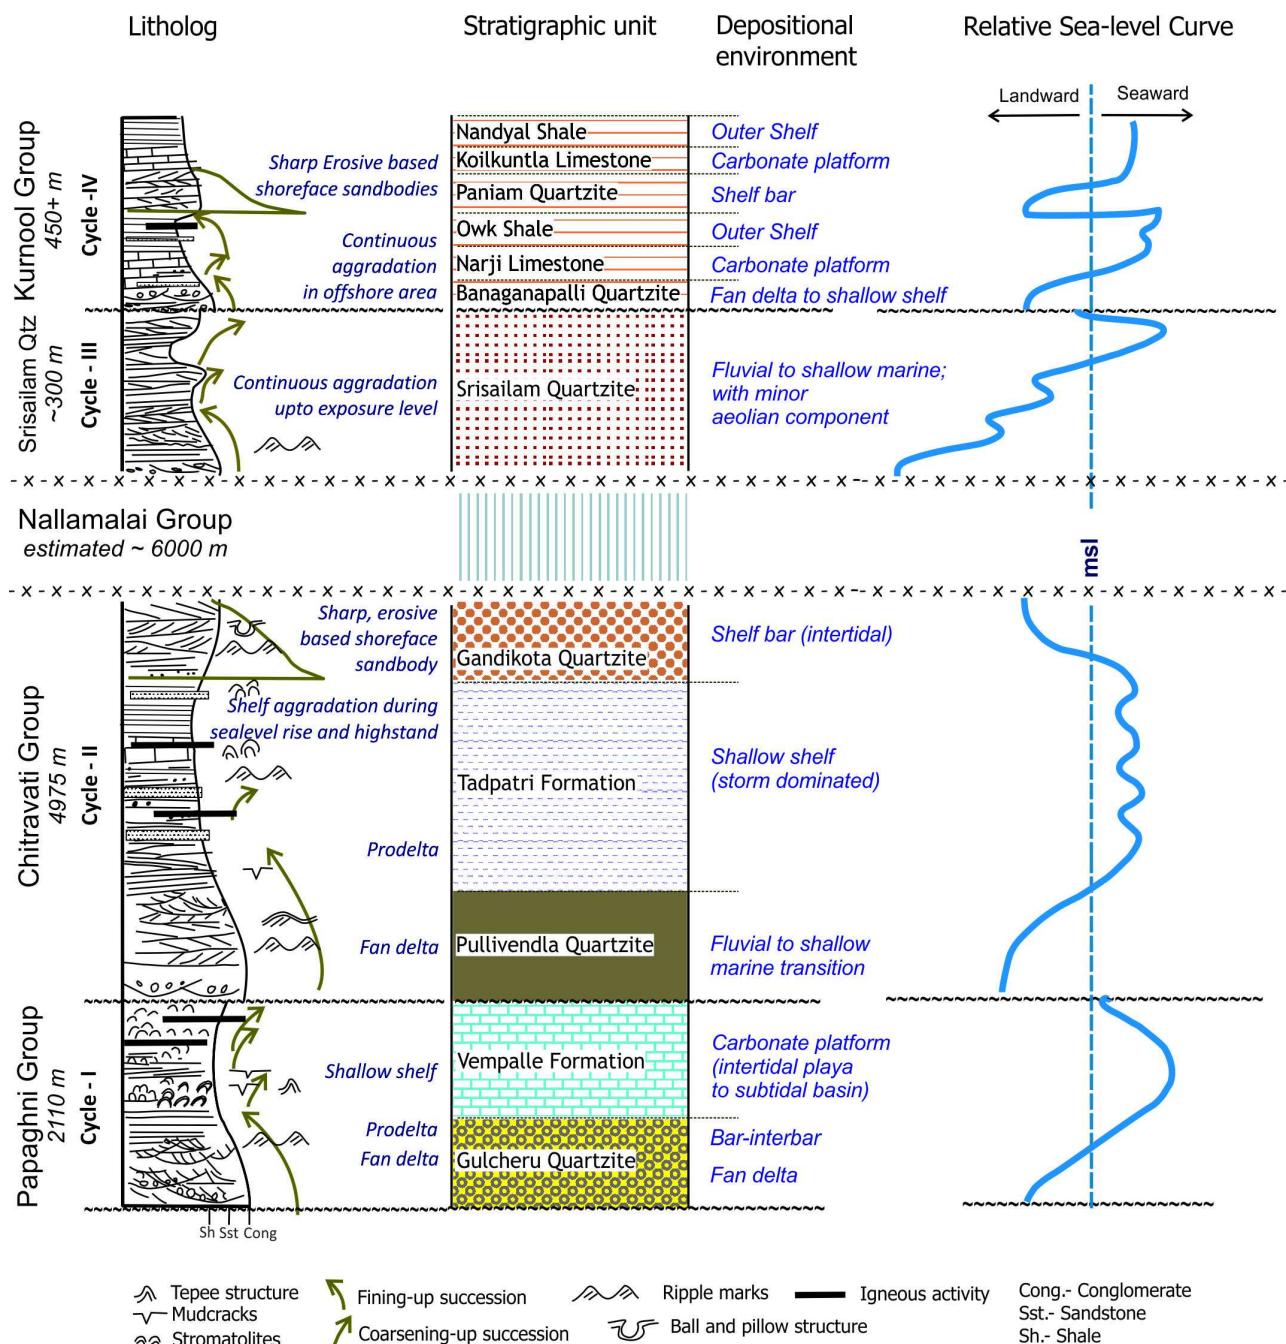 Litholog
Stratigraphic unit
Depositional
environment
Relative Sea-level Curve
Landward
Seaward
Kurnool Group
450+ m
Cycle -IV
Sharp Erosive based
shoreface sandbodies
Continuous
aggradation
in offshore area
Nandyal Shale
Koilkuntla Limestone
Paniam Quartzite
Owk Shale
Narji Limestone
Banaganapalli Quartzite
Outer Shelf
Carbonate platform
Shelf bar
Outer Shelf
Carbonate platform
Fan delta to shallow shelf
Srisailam Qtz
~300 m
Cycle - III
Continuous aggradation
upto exposure level
Srisailam Quartzite
Fluvial to shallow marine;
with minor
aeolian component
Nallamalai Group
estimated ~ 6000 m
msl
Chitravati Group
4975 m
Cycle - II
Sharp, erosive
based shoreface
sandbody
Shelf aggradation during
sealevel rise and highstand
Prodelta
Fan delta
Gandikota Quartzite
Tadpatri Formation
Pullivendla Quartzite
Shelf bar (intertidal)
Shallow shelf
(storm dominated)
Fluvial to shallow
marine transition
Papaghni Group
2110 m
Cycle - I
Shallow shelf
Prodelta
Fan delta
Vempalle Formation
Gulcheru Quartzite
Carbonate platform
(intertidal playa
to subtidal basin)
Bar-interbar
Fan delta
Sh Sst Cong
Tepee structure
Mudcracks
Stromatolites
Fining-up succession
Coarsening-up succession
Ripple marks
Ball and pillow structure
Igneous activity
Cong.- Conglomerate
Sst.- Sandstone
Sh.- Shale